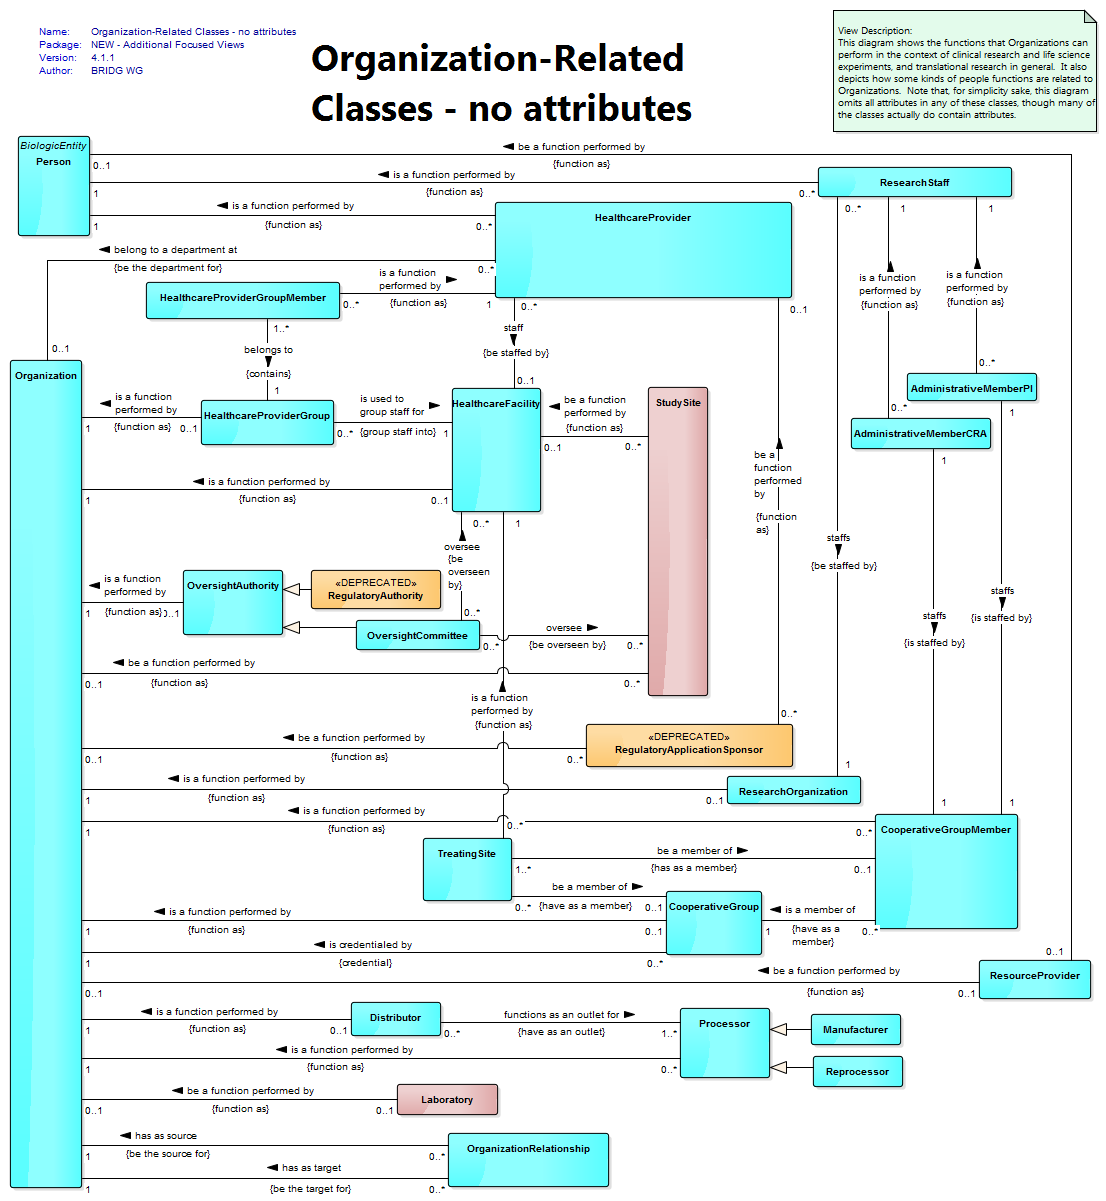 Name: Organization-Related Classes - no attributes
Package: NEW - Additional Focused Views
Version: 4.1.1
Author: BRIDG WG
Organization-Related
Classes - no attributes
View Description:
This diagram shows the functions that Organizations can
perform in the context of clinical research and life science
experiments, and translational research in general. It also
depicts how some kinds of people functions are related to
Organizations. Note that, for simplicity sake, this diagram
omits all attributes in any of these classes, though many of
the classes actually do contain attributes.
BiologicEntity
Person
be a function performed by
0..1
{function as}
is a function performed by
1
{function as}
0..*
ResearchStaff
0..*
1
1
is a function performed by
1
{function as}
0..*
HealthcareProvider
belong to a department at
{be the department for}
0..*
0..1
HealthcareProviderGroupMember
is a function
performed by
0..*
{function as}
1
0..*
0..1
1..*
belongs to
{contains}
1
staff
{be staffed by}
0..1
is a function
performed by
{function as}
0..*
is a function
performed by
{function as}
0..*
AdministrativeMemberPI
1
AdministrativeMemberCRA
1
Organization
is a function
performed by
1
{function as}
0..1
HealthcareProviderGroup
is used to
group staff for
0..*
{group staff into}
1
HealthcareFacility
be a function
performed by
0..1
{function as}
0..*
StudySite
is a function performed by
1
{function as}
0..1
0..*
1
oversee
{be
overseen
by}
0..*
be a
function
performed
by
{function
as}
0..*
staffs
{be staffed by}
1
staffs
{is staffed by}
1
staffs
{is staffed by}
1
is a function
performed by
1
{function as}
0..1
OversightAuthority
«DEPRECATED»
RegulatoryAuthority
OversightCommittee
oversee
0..*
{be overseen by}
0..*
be a function performed by
0..1
{function as}
0..*
is a function
performed by
{function as}
0..*
be a function performed by
0..1
{function as}
0..*
«DEPRECATED»
RegulatoryApplicationSponsor
is a function performed by
1
{function as}
0..1
ResearchOrganization
is a function performed by
1
{function as}
0..*
CooperativeGroupMember
TreatingSite
be a member of
1..*
{has as a member}
0..1
be a member of
0..*
{have as a member}
0..1
CooperativeGroup
is a member of
1
{have as a
member}
0..*
is a function performed by
1
{function as}
0..1
is credentialed by
1
{credential}
0..*
0..1
be a function performed by
0..1
{function as}
0..1
ResourceProvider
is a function performed by
1
{function as}
0..1
Distributor
functions as an outlet for
0..*
{have as an outlet}
1..*
Processor
Manufacturer
Reprocessor
is a function performed by
1
{function as}
0..*
be a function performed by
0..1
{function as}
0..1
Laboratory
has as source
1
{be the source for}
0..*
OrganizationRelationship
has as target
1
{be the target for}
0..*